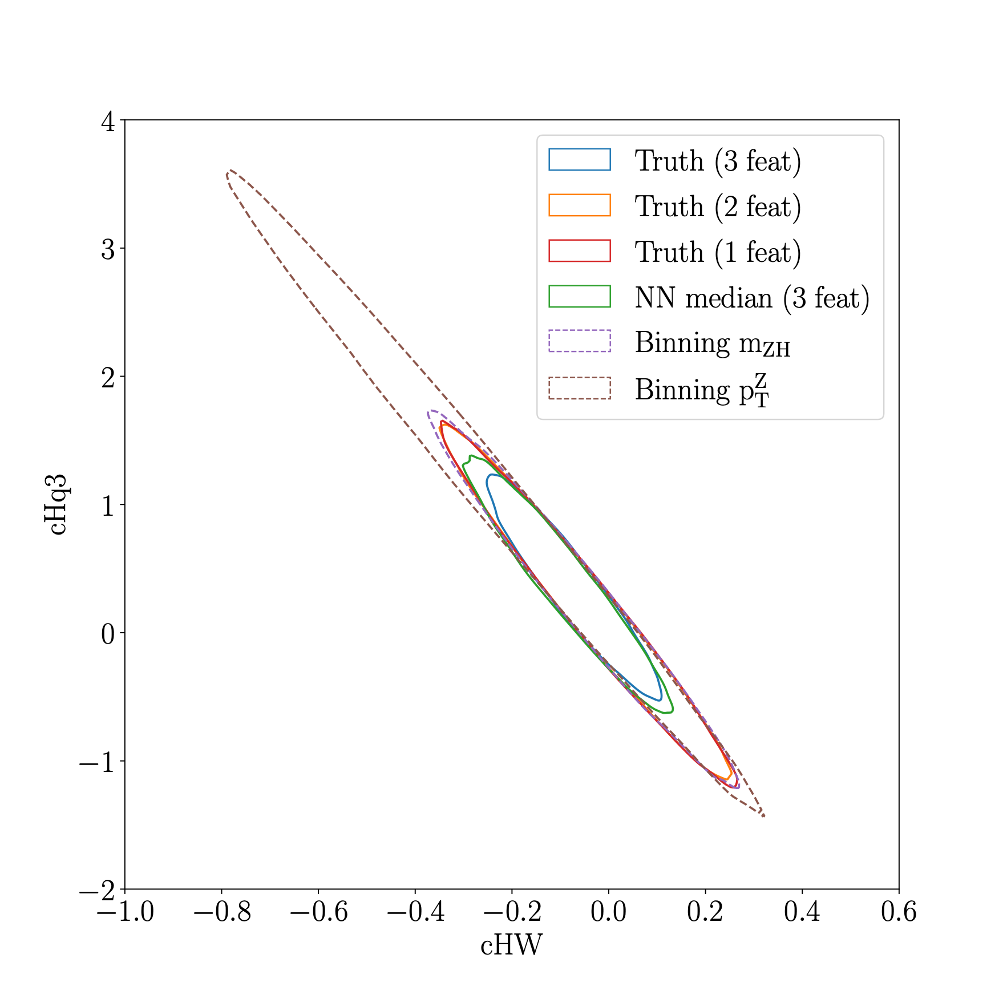 4
3
2
1
0
−1
−2
cHq3
Truth (3 feat)
Truth (2 feat)
Truth (1 feat)
NN median (3 feat)
Binning m_ZH
Binning p_T^Z
−1.0 −0.8 −0.6 −0.4 −0.2 0.0 0.2 0.4 0.6
cHW